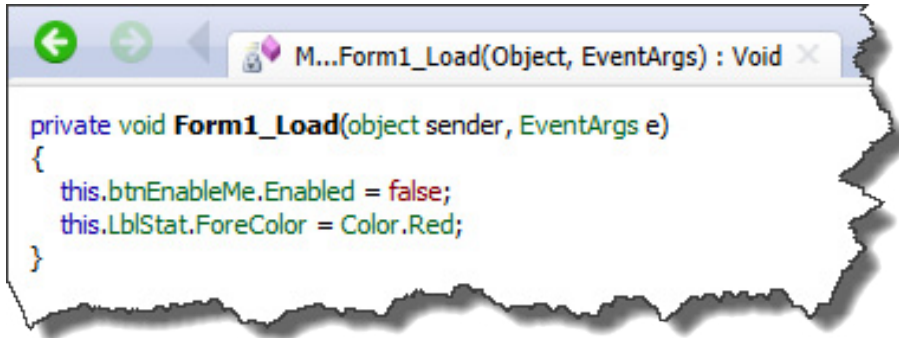 M...Form1_Load(Object, EventArgs) : Void
private void Form1_Load(object sender, EventArgs e)
{
this.btnEnableMe.Enabled = false;
this.LblStat.ForeColor = Color.Red;
}